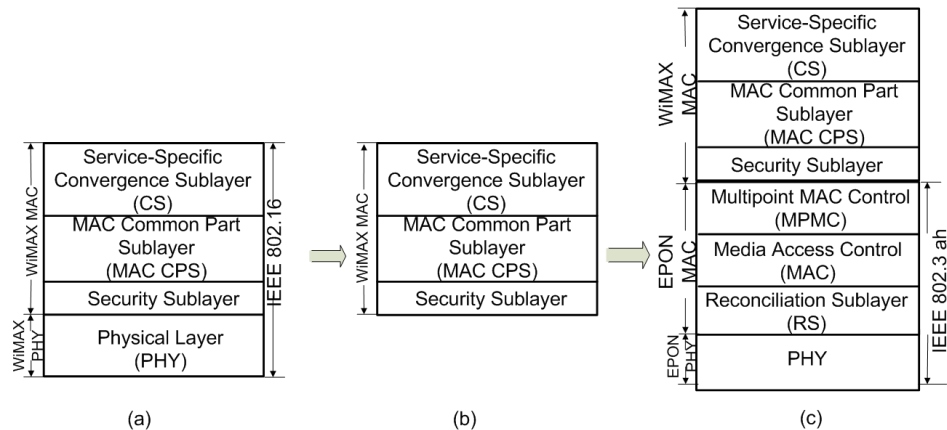 WiMAX MAC
WiMAX
PHY
Service-Specific
Convergence Sublayer
(CS)
MAC Common Part
Sublayer
(MAC CPS)
Security Sublayer
Physical Layer
(PHY)
IEEE 802.16
(a)
WiMAX MAC
Service-Specific
Convergence Sublayer
(CS)
MAC Common Part
Sublayer
(MAC CPS)
Security Sublayer
(b)
WiMAX
MAC
EPON
MAC
EPON
PHY
Service-Specific
Convergence Sublayer
(CS)
MAC Common Part
Sublayer
(MAC CPS)
Security Sublayer
Multipoint MAC Control
(MPMC)
Media Access Control
(MAC)
Reconciliation Sublayer
(RS)
PHY
IEEE 802.3 ah
(c)